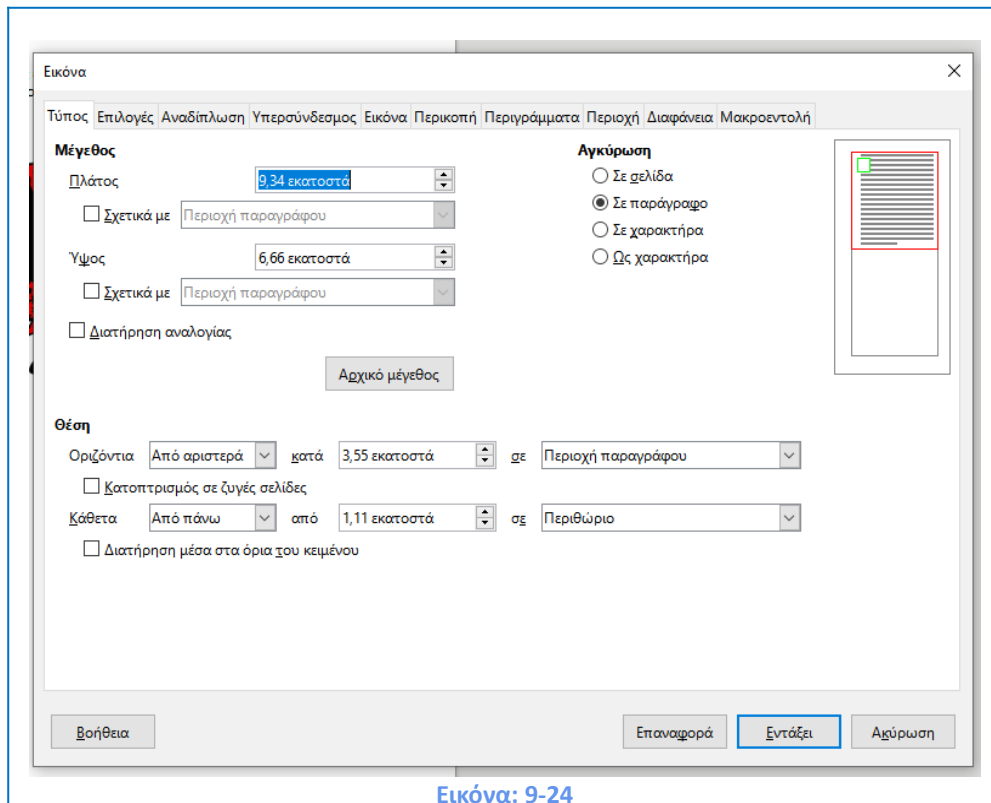 Εικόνα
Τύπος Επιλογές Αναδίπλωση Υπερσύνδεσμος Εικόνα Περικοπή Περιγράμματα Περιοχή Διαφάνεια Μακροεντολή
Μέγεθος
Πλάτος 9,34 εκατοστά
Σχετικά με Περιοχή παραγράφου
Ύψος 6,66 εκατοστά
Σχετικά με Περιοχή παραγράφου
Διατήρηση αναλογίας
Αρχικό μέγεθος
Αγκύρωση
Σε σελίδα
Σε παράγραφο
Σε χαρακτήρα
Ως χαρακτήρα
Θέση
Οριζόντια Από αριστερά κατά 3,55 εκατοστά σε Περιοχή παραγράφου
Κατοπτρισμός σε ζυγές σελίδες
Κάθετα Από πάνω από 1,11 εκατοστά σε Περιθώριο
Διατήρηση μέσα στα όρια του κειμένου
Βοήθεια Επαναφορά Εντάξει Ακύρωση
Εικόνα: 9-24